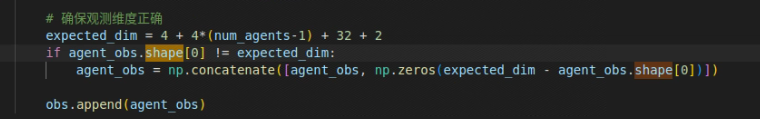 # 确保观测维度正确
expected_dim = 4 + 4*(num_agents-1) + 32 + 2
if agent_obs.shape[0] != expected_dim:
agent_obs = np.concatenate([agent_obs, np.zeros(expected_dim - agent_obs.shape[0])])
obs.append(agent_obs)